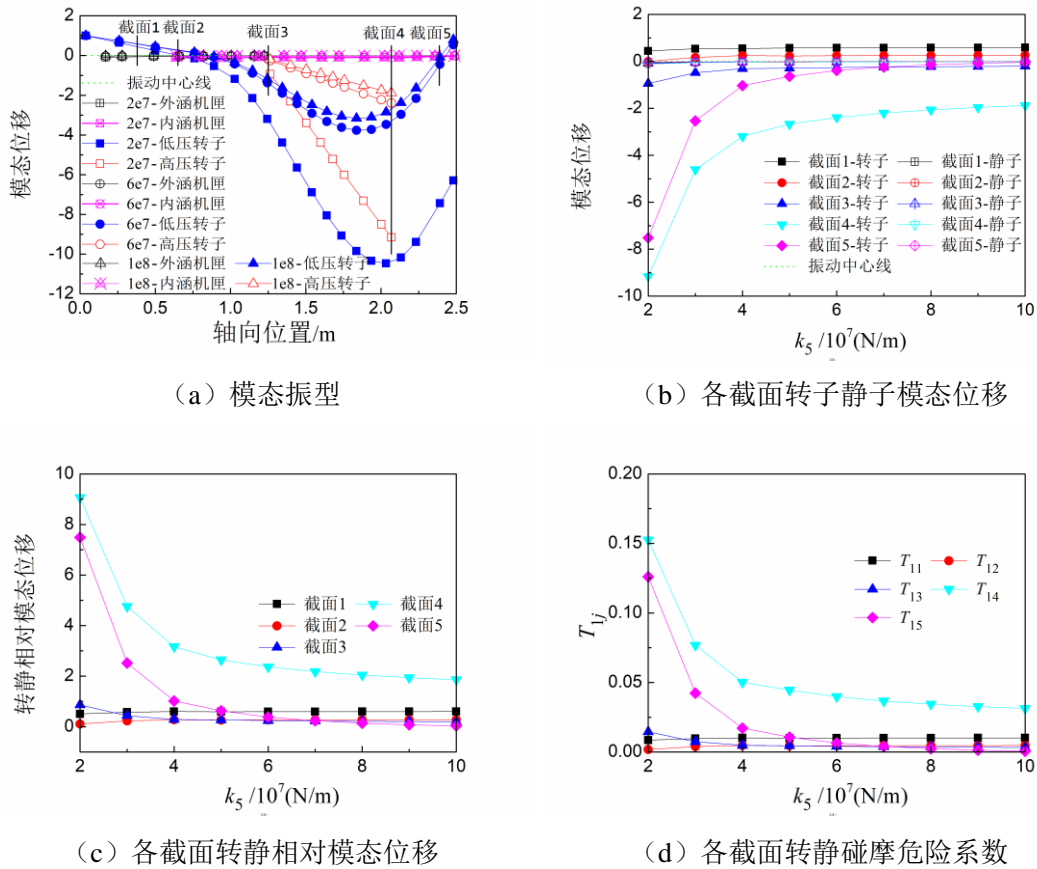 截面1 截面2 截面3 截面4 截面5
2
0
-2
-4
-6
-8
-10
-12
模态位移
振动中心线
2e7-外涵机匣
2e7-内涵机匣
2e7-低压转子
2e7-高压转子
6e7-外涵机匣
6e7-内涵机匣
6e7-低压转子
6e7-高压转子
1e8-外涵机匣 1e8-低压转子
1e8-内涵机匣 1e8-高压转子
0.0 0.5 1.0 1.5 2.0 2.5
轴向位置/m
（a）模态振型
4
2
0
-2
-4
-6
-8
-10
模态位移
截面1-转子 截面1-静子
截面2-转子 截面2-静子
截面3-转子 截面3-静子
截面4-转子 截面4-静子
截面5-转子 截面5-静子
振动中心线
2 4 6 8 10
k5 /10^7(N/m)
（b）各截面转子静子模态位移
10
8
6
4
2
0
转静相对模态位移
截面1 截面4
截面2 截面5
截面3
2 4 6 8 10
k5 /10^7(N/m)
（c）各截面转静相对模态位移
0.20
0.15
0.10
0.05
0.00
T1j
T11 T12
T13 T14
T15
2 4 6 8 10
k5 /10^7(N/m)
（d）各截面转静碰摩危险系数